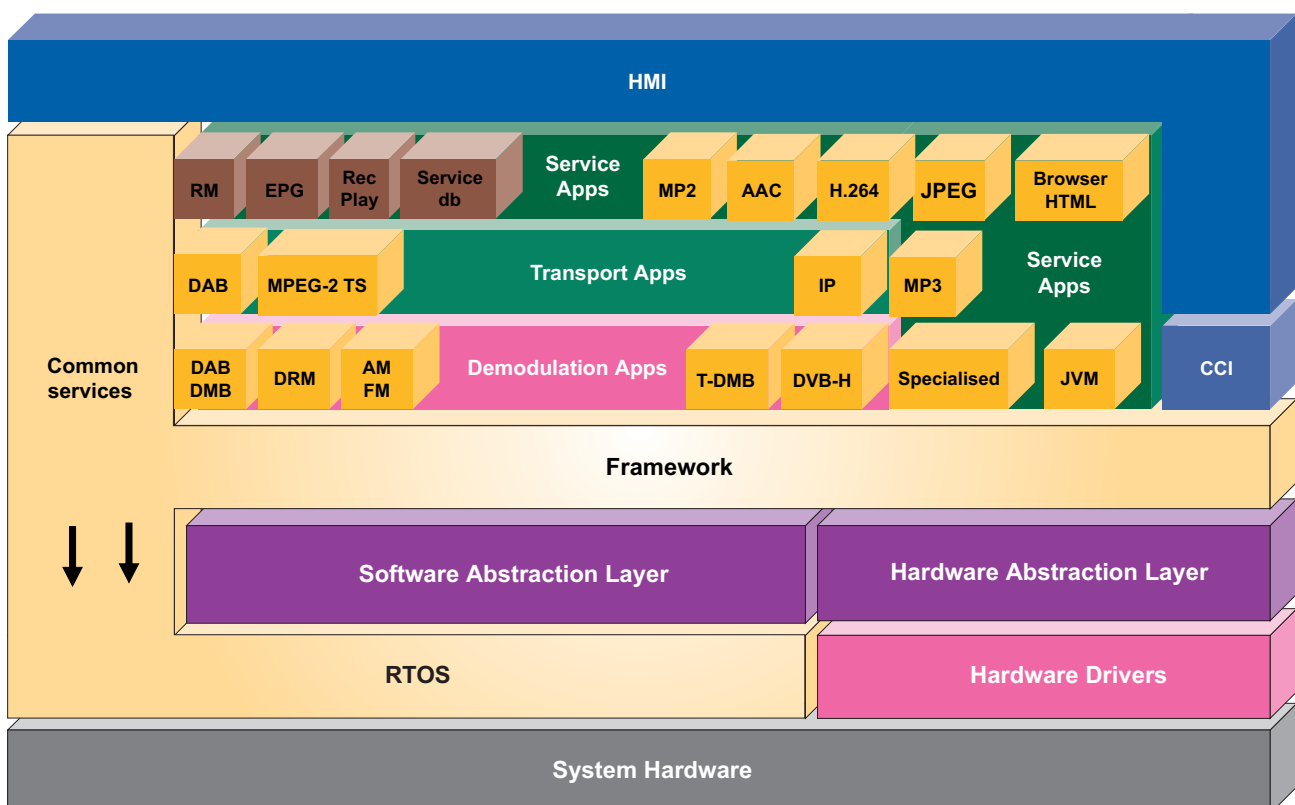 HMI
RM
EPG
Rec
Play
Service
db
Service
Apps
MP2
AAC
H.264
JPEG
Browser
HTML
DAB
MPEG-2 TS
Transport Apps
IP
MP3
Service
Apps
Common
services
DAB
DMB
DRM
AM
FM
Demodulation Apps
T-DMB
DVB-H
Specialised
JVM
CCI
Framework
Software Abstraction Layer
Hardware Abstraction Layer
RTOS
Hardware Drivers
System Hardware